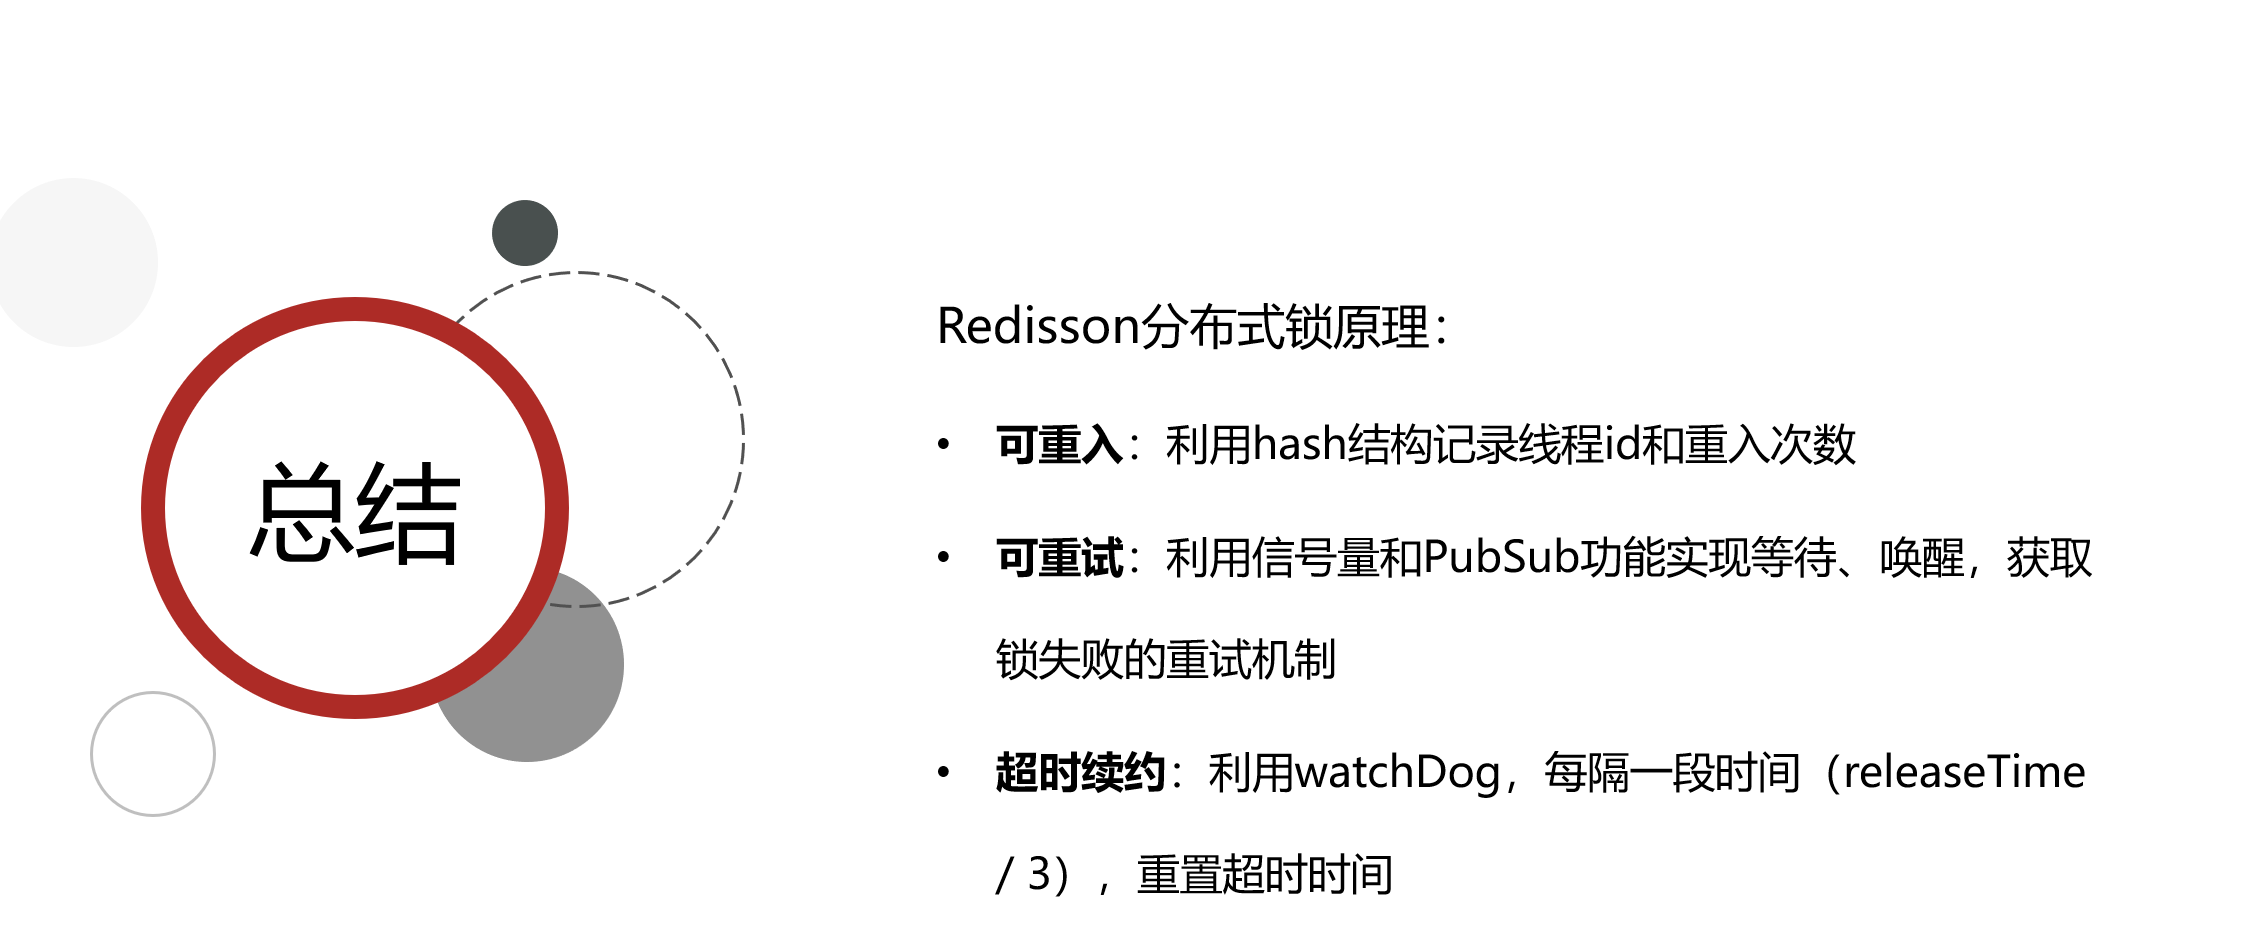 总结
Redisson分布式锁原理：
• 可重入：利用hash结构记录线程id和重入次数
• 可重试：利用信号量和PubSub功能实现等待、唤醒，获取
锁失败的重试机制
• 超时续约：利用watchDog，每隔一段时间（releaseTime
/ 3），重置超时时间